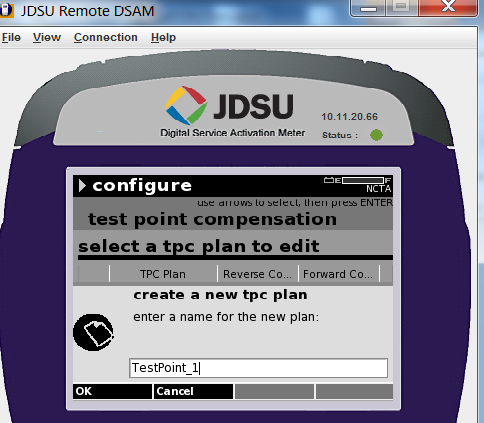 JDSU Remote DSAM
File View Connection Help
JDSU
Digital Service Activation Meter
10.11.20.66
Status :
configure
E F
NCTA
use arrows to select, then press ENTER
test point compensation
select a tpc plan to edit
TPC Plan Reverse Co... Forward Co...
create a new tpc plan
enter a name for the new plan:
TestPoint_1
OK Cancel